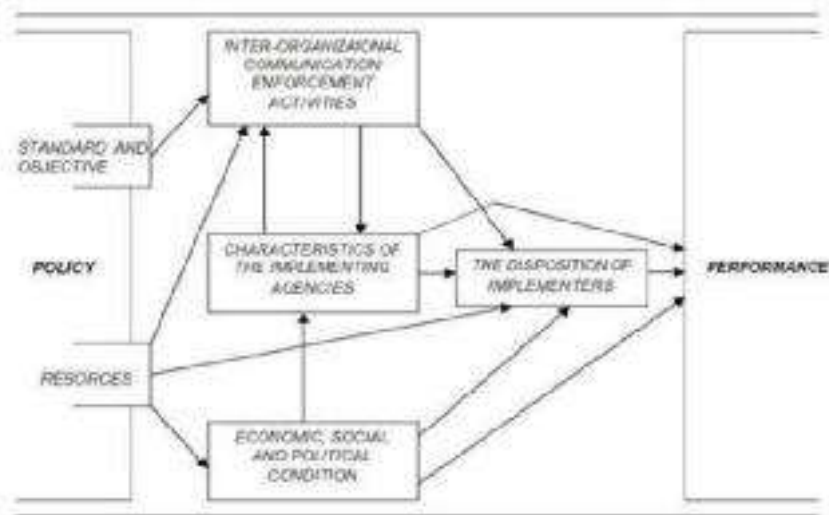 INTER-ORGANIZAIONAL
COMMUNICATION
ENFORCEMENT
ACTIVITIES
STANDARD AND
OBJECTIVE
POLICY
CHARACTERISTICS OF
THE IMPLEMENTING
AGENCIES
THE DISPOSITION OF
IMPLEMENTERS
PERFORMANCE
RESORCES
ECONOMIC, SOCIAL
AND POLITICAL
CONDITION